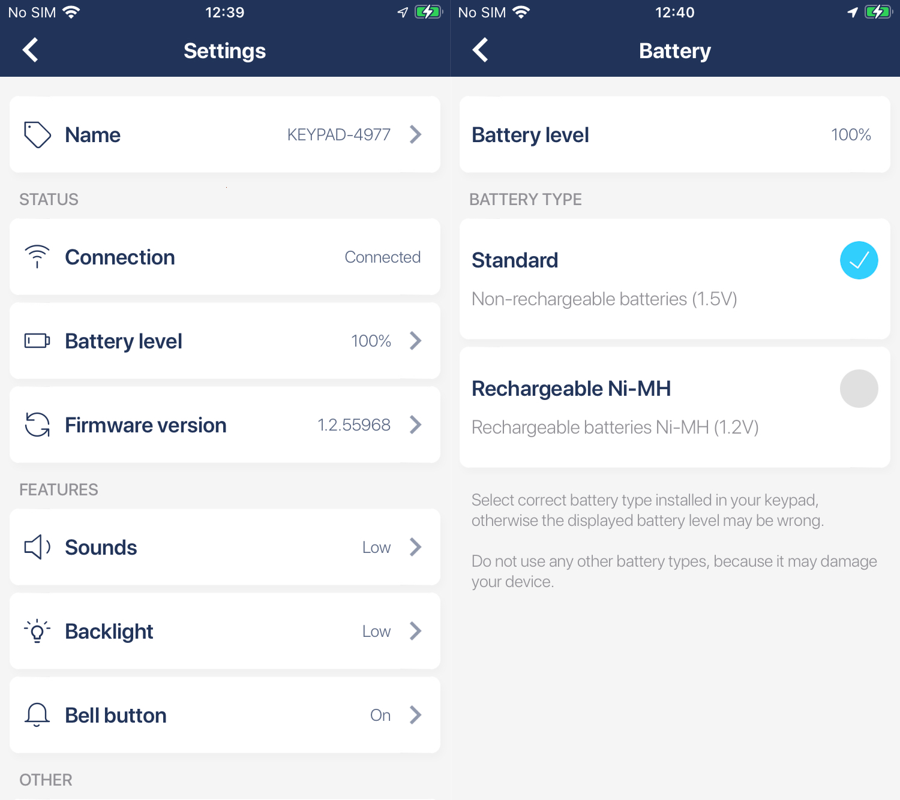 No SIM 12:39
Settings
Name KEYPAD-4977
STATUS
Connection Connected
Battery level 100%
Firmware version 1.2.55968
FEATURES
Sounds Low
Backlight Low
Bell button On
OTHER
No SIM 12:40
Battery
Battery level 100%
BATTERY TYPE
Standard
Non-rechargeable batteries (1.5V)
Rechargeable Ni-MH
Rechargeable batteries Ni-MH (1.2V)
Select correct battery type installed in your keypad,
otherwise the displayed battery level may be wrong.
Do not use any other battery types, because it may damage
your device.